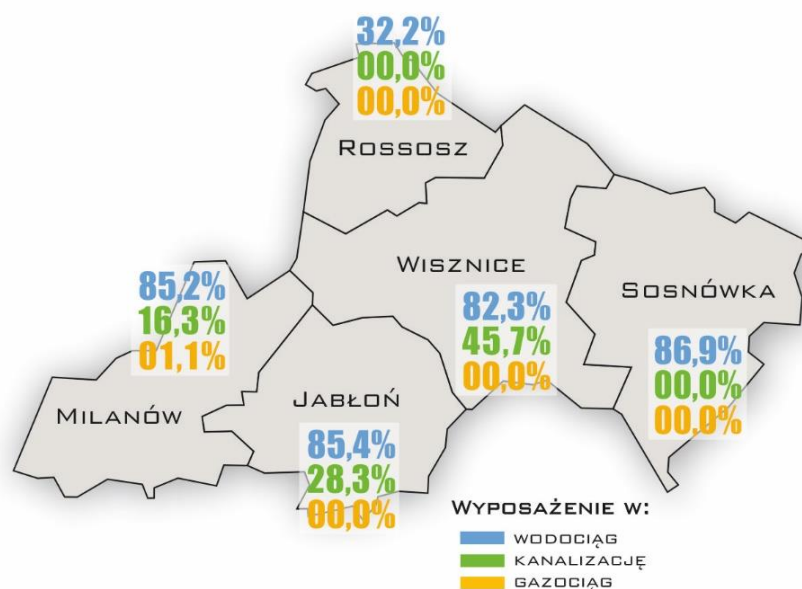 32,2%
00,0%
00,0%
ROSSOSZ
WISZNICE
82,3%
45,7%
00,0%
SOSNÓWKA
86,9%
00,0%
00,0%
85,2%
16,3%
01,1%
MILANÓW
JABŁOŃ
85,4%
28,3%
00,0%
WYPOSAŻENIE W:
WODOCIĄG
KANALIZACJĘ
GAZOCIĄG